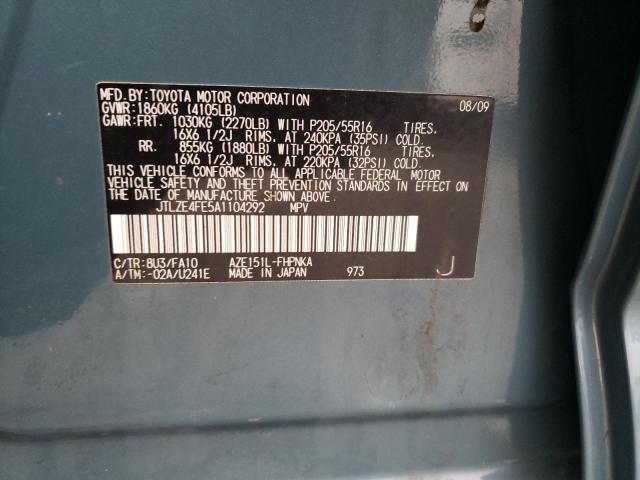 MFD. BY: TOYOTA MOTOR CORPORATION 08/09
GVWR: 1860KG (4105LB)
GAWR: FRT. 1030KG (2270LB) WITH P205/55R16 TIRES,
16X6 1/2J RIMS, AT 240KPA (35PSI) COLD.
RR. 855KG (1880LB) WITH P205/55R16 TIRES,
16X6 1/2J RIMS, AT 220KPA (32PSI) COLD.
THIS VEHICLE CONFORMS TO ALL APPLICABLE FEDERAL MOTOR
VEHICLE SAFETY AND THEFT PREVENTION STANDARDS IN EFFECT ON
THE DATE OF MANUFACTURE SHOWN ABOVE.
JTLZE4FE5A1104292 MPV
C/TR: 8U3/FA10 AZE151L-FHPNKA
A/TM: -02A/U241E MADE IN JAPAN 973 J